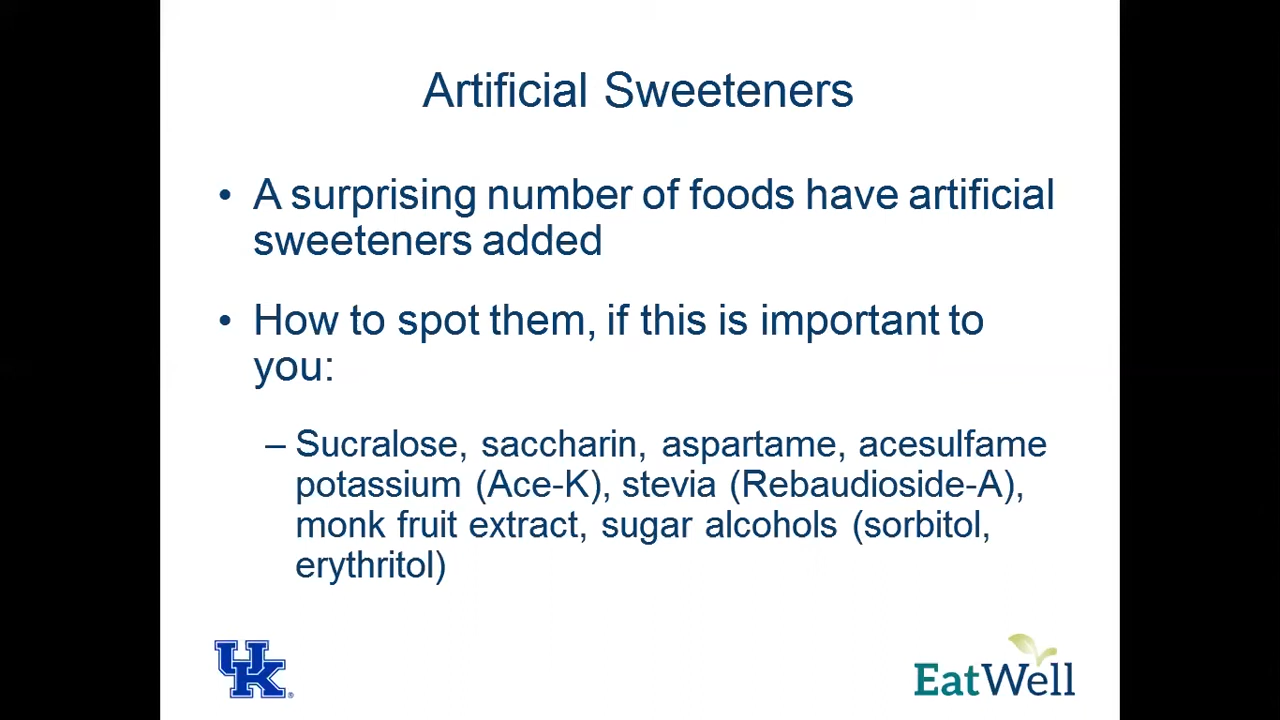 Artificial Sweeteners
• A surprising number of foods have artificial
sweeteners added
• How to spot them, if this is important to
you:
– Sucralose, saccharin, aspartame, acesulfame
potassium (Ace-K), stevia (Rebaudioside-A),
monk fruit extract, sugar alcohols (sorbitol,
erythritol)
UK®
EatWell